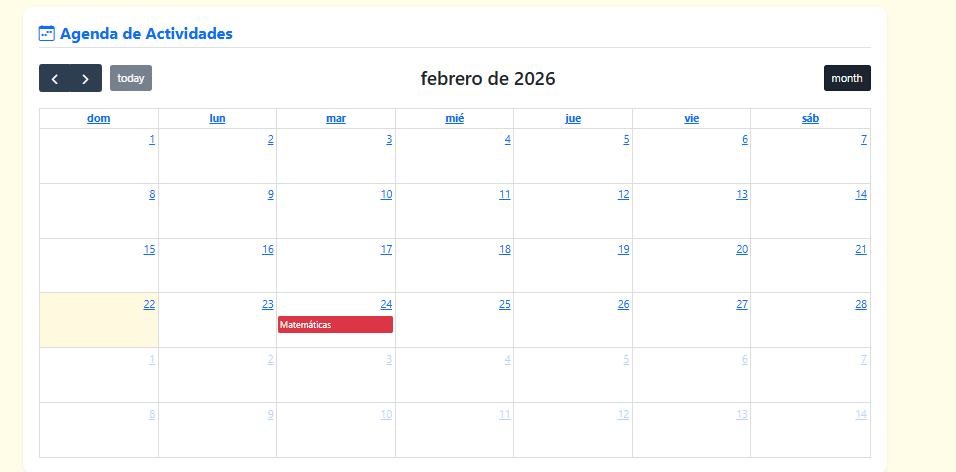 Agenda de Actividades
today febrero de 2026 month
dom lun mar mié jue vie sáb
1 2 3 4 5 6 7
8 9 10 11 12 13 14
15 16 17 18 19 20 21
22 23 24 25 26 27 28
Matemáticas
1 2 3 4 5 6 7
8 9 10 11 12 13 14